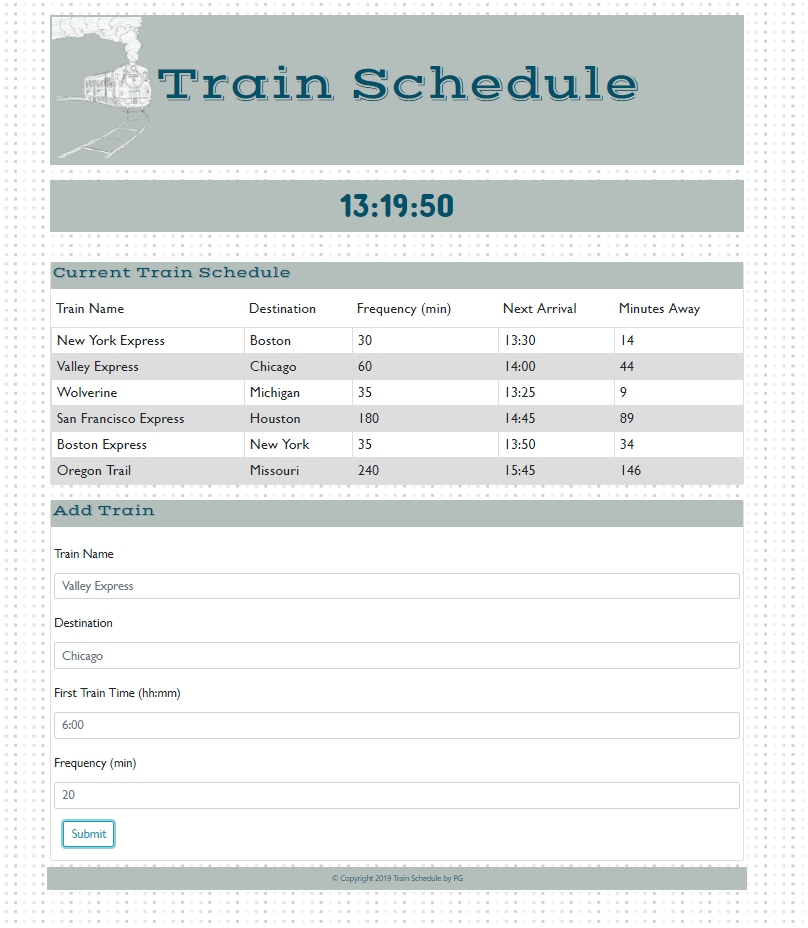 Train Schedule
13:19:50
Current Train Schedule
Train Name Destination Frequency (min) Next Arrival Minutes Away
New York Express Boston 30 13:30 14
Valley Express Chicago 60 14:00 44
Wolverine Michigan 35 13:25 9
San Francisco Express Houston 180 14:45 89
Boston Express New York 35 13:50 34
Oregon Trail Missouri 240 15:45 146
Add Train
Train Name
Valley Express
Destination
Chicago
First Train Time (hh:mm)
6:00
Frequency (min)
20
Submit
© Copyright 2019 Train Schedule by PG